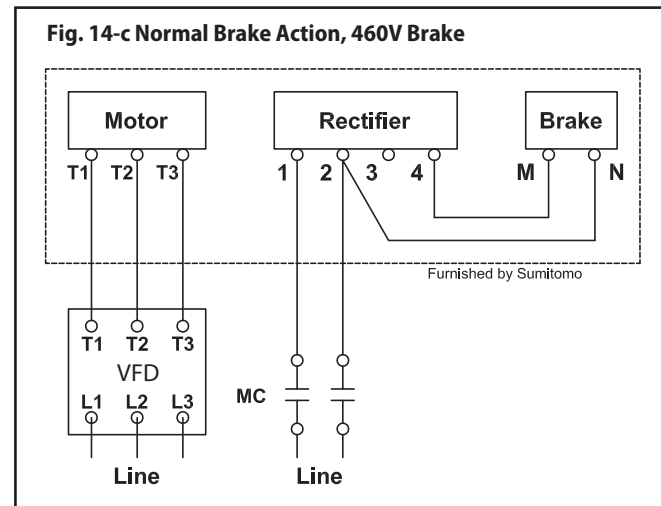 Fig. 14-c Normal Brake Action, 460V Brake
Motor Rectifier Brake
T1 T2 T3 1 2 3 4 M N
Furnished by Sumitomo
T1 T2 T3
VFD
L1 L2 L3
MC
Line Line